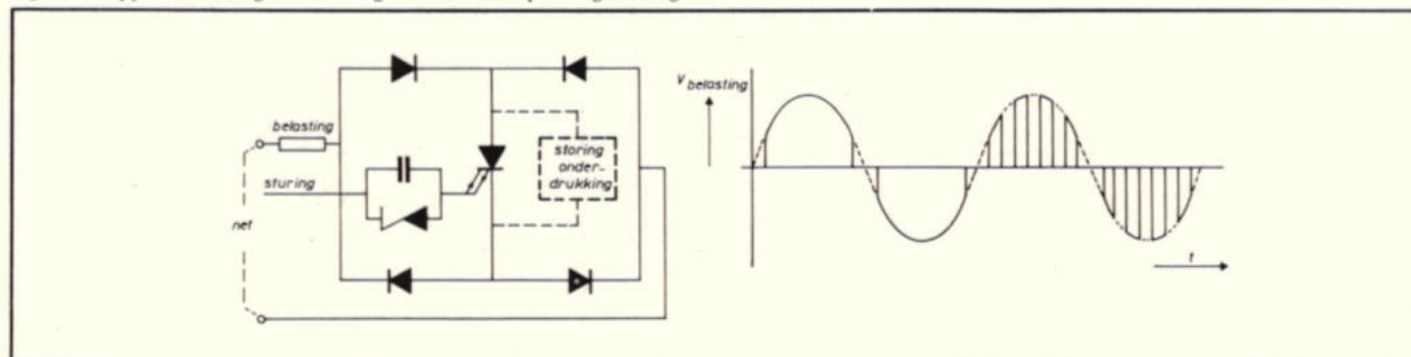 belasting
sturing
net
storing
onder-
drukking
V belasting
t